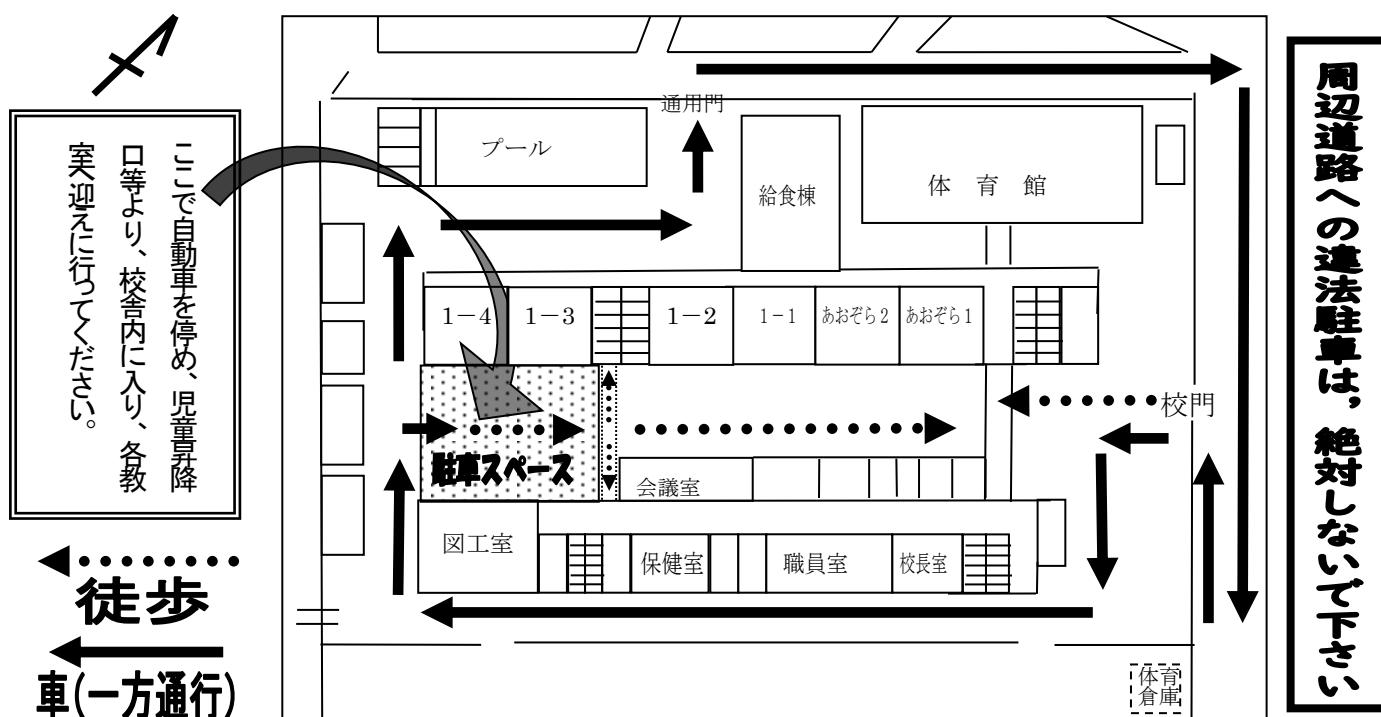 ここで自動車を停め、児童昇降
口等より、校舎内に入り、各教
室へ迎えに行ってください。
徒歩
車(一方通行)
通用門
プール
給食棟
体 育 館
1-4
1-3
1-2
1-1
あおぞら2
あおぞら1
校門
駐車スペース
会議室
図工室
保健室
職員室
校長室
体育
倉庫
周辺道路への違法駐車は，絶対しないで下さい